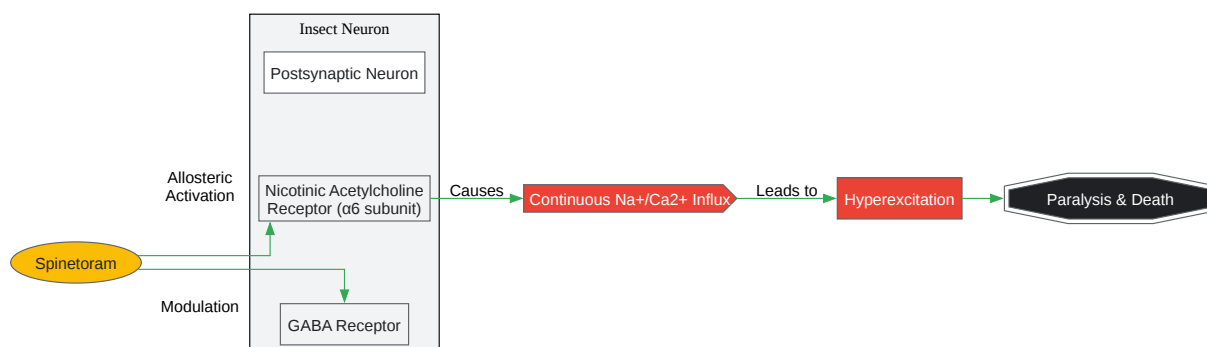 Insect Neuron
Postsynaptic Neuron
Allosteric
Activation
Nicotinic Acetylcholine
Receptor (α6 subunit)
Causes
Continuous Na+/Ca2+ Influx
Leads to
Hyperexcitation
Paralysis & Death
Spinetoram
Modulation
GABA Receptor